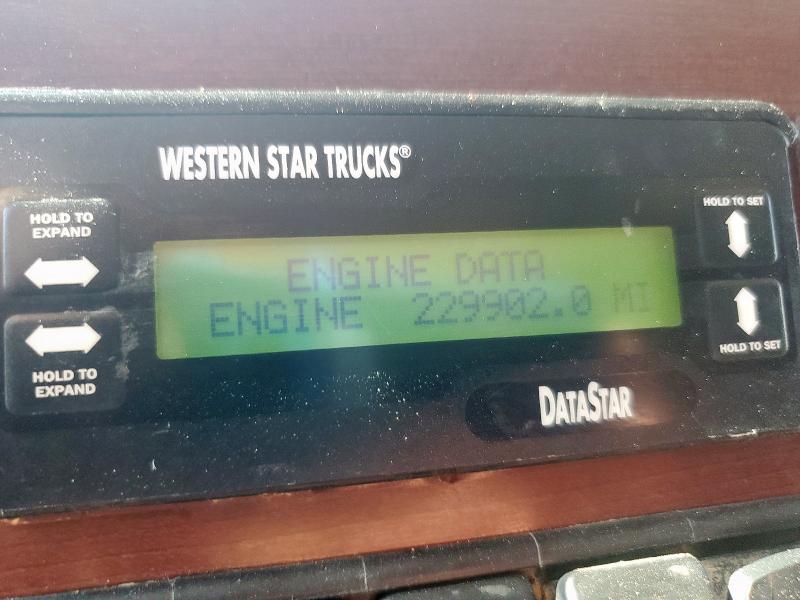 WESTERN STAR TRUCKS®
HOLD TO
EXPAND
HOLD TO SET
ENGINE DATA
ENGINE 229902.0 MI
HOLD TO
EXPAND
HOLD TO SET
DATASTAR